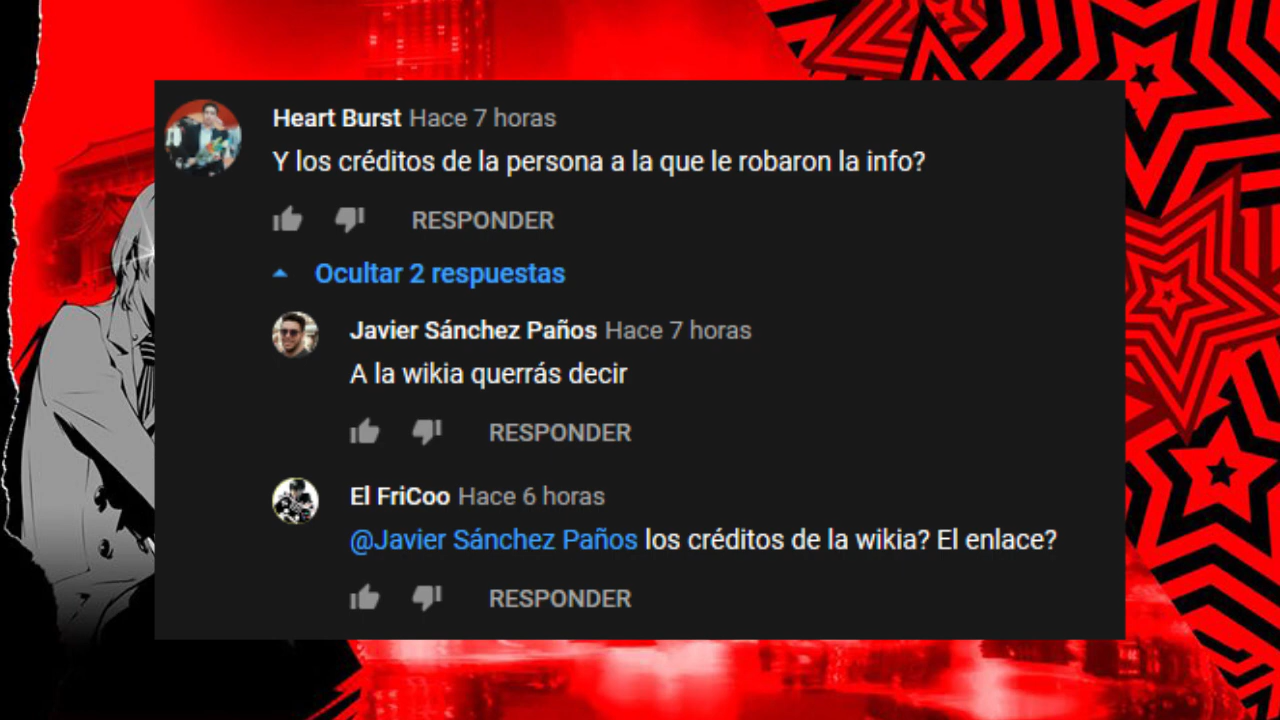 Heart Burst Hace 7 horas
Y los créditos de la persona a la que le robaron la info?
RESPONDER
Ocultar 2 respuestas
Javier Sánchez Paños Hace 7 horas
A la wikia querrás decir
RESPONDER
El FriCoo Hace 6 horas
@Javier Sánchez Paños los créditos de la wikia? El enlace?
RESPONDER